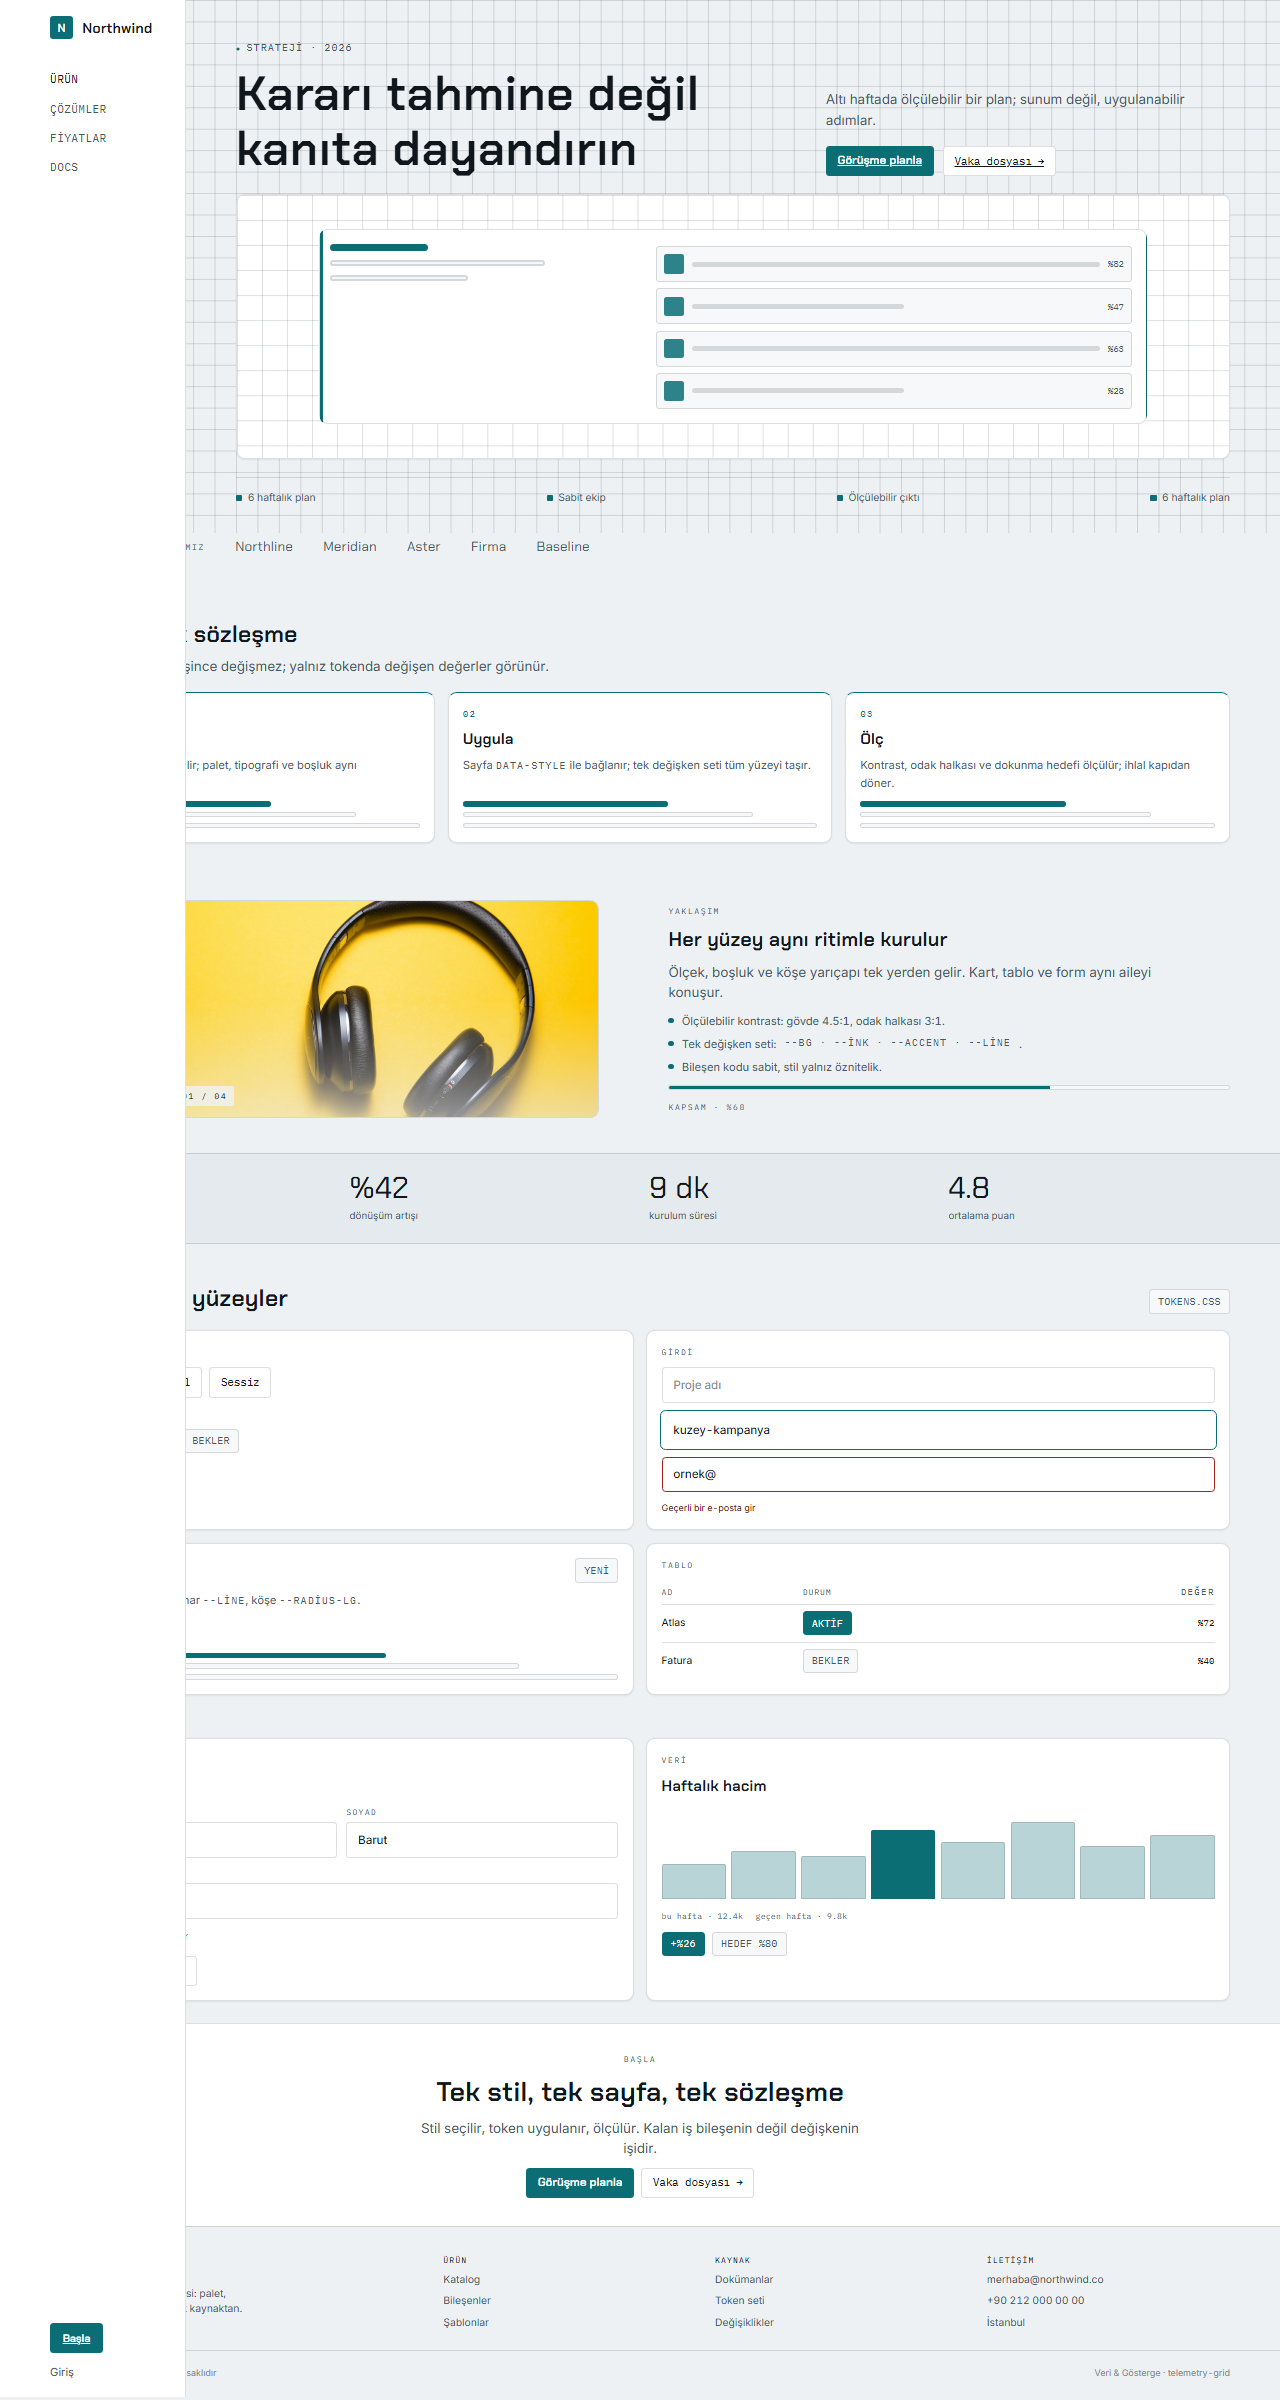 N Northwind
ÜRÜN
ÇÖZÜMLER
FİYATLAR
DOCS
STRATEJİ · 2026
Kararı tahmine değil
kanıta dayandırın
Altı haftada ölçülebilir bir plan; sunum değil, uygulanabilir
adımlar.
Görüşme planla
Vaka dosyası →
%82
%47
%63
%28
6 haftalık plan
Sabit ekip
Ölçülebilir çıktı
6 haftalık plan
MIZ
Northline
Meridian
Aster
Firma
Baseline
sözleşme
şince değişmez; yalnız tokenda değişen değerler görünür.
lir; palet, tipografi ve boşluk aynı
02
Uygula
Sayfa DATA-STYLE ile bağlanır; tek değişken seti tüm yüzeyi taşır.
03
Ölç
Kontrast, odak halkası ve dokunma hedefi ölçülür; ihlal kapıdan
döner.
01 / 04
YAKLAŞIM
Her yüzey aynı ritimle kurulur
Ölçek, boşluk ve köşe yarıçapı tek yerden gelir. Kart, tablo ve form aynı aileyi
konuşur.
Ölçülebilir kontrast: gövde 4.5:1, odak halkası 3:1.
Tek değişken seti: --BG · --İNK · --ACCENT · --LİNE .
Bileşen kodu sabit, stil yalnız öznitelik.
KAPSAM · %68
%42
dönüşüm artışı
9 dk
kurulum süresi
4.8
ortalama puan
yüzeyler
TOKENS.CSS
l
Sessiz
BEKLER
GİRDİ
Proje adı
kuzey-kampanya
ornek@
Geçerli bir e-posta gir
YENİ
nar --LİNE, köşe --RADİUS-LG.
TABLO
AD DURUM DEĞER
Atlas AKTİF %72
Fatura BEKLER %40
SOYAD
Barut
VERİ
Haftalık hacim
bu hafta · 12.4k geçen hafta · 9.8k
+%26
HEDEF %80
BAŞLA
Tek stil, tek sayfa, tek sözleşme
Stil seçilir, token uygulanır, ölçülür. Kalan iş bileşenin değil değişkenin
işidir.
Görüşme planla
Vaka dosyası →
si: palet,
kaynaktan.
ÜRÜN
Katalog
Bileşenler
Şablonlar
KAYNAK
Dokümanlar
Token seti
Değişiklikler
İLETİŞİM
merhaba@northwind.co
+90 212 000 00 00
İstanbul
Başla
Giriş
saklıdır
Veri & Gösterge · telemetry-grid